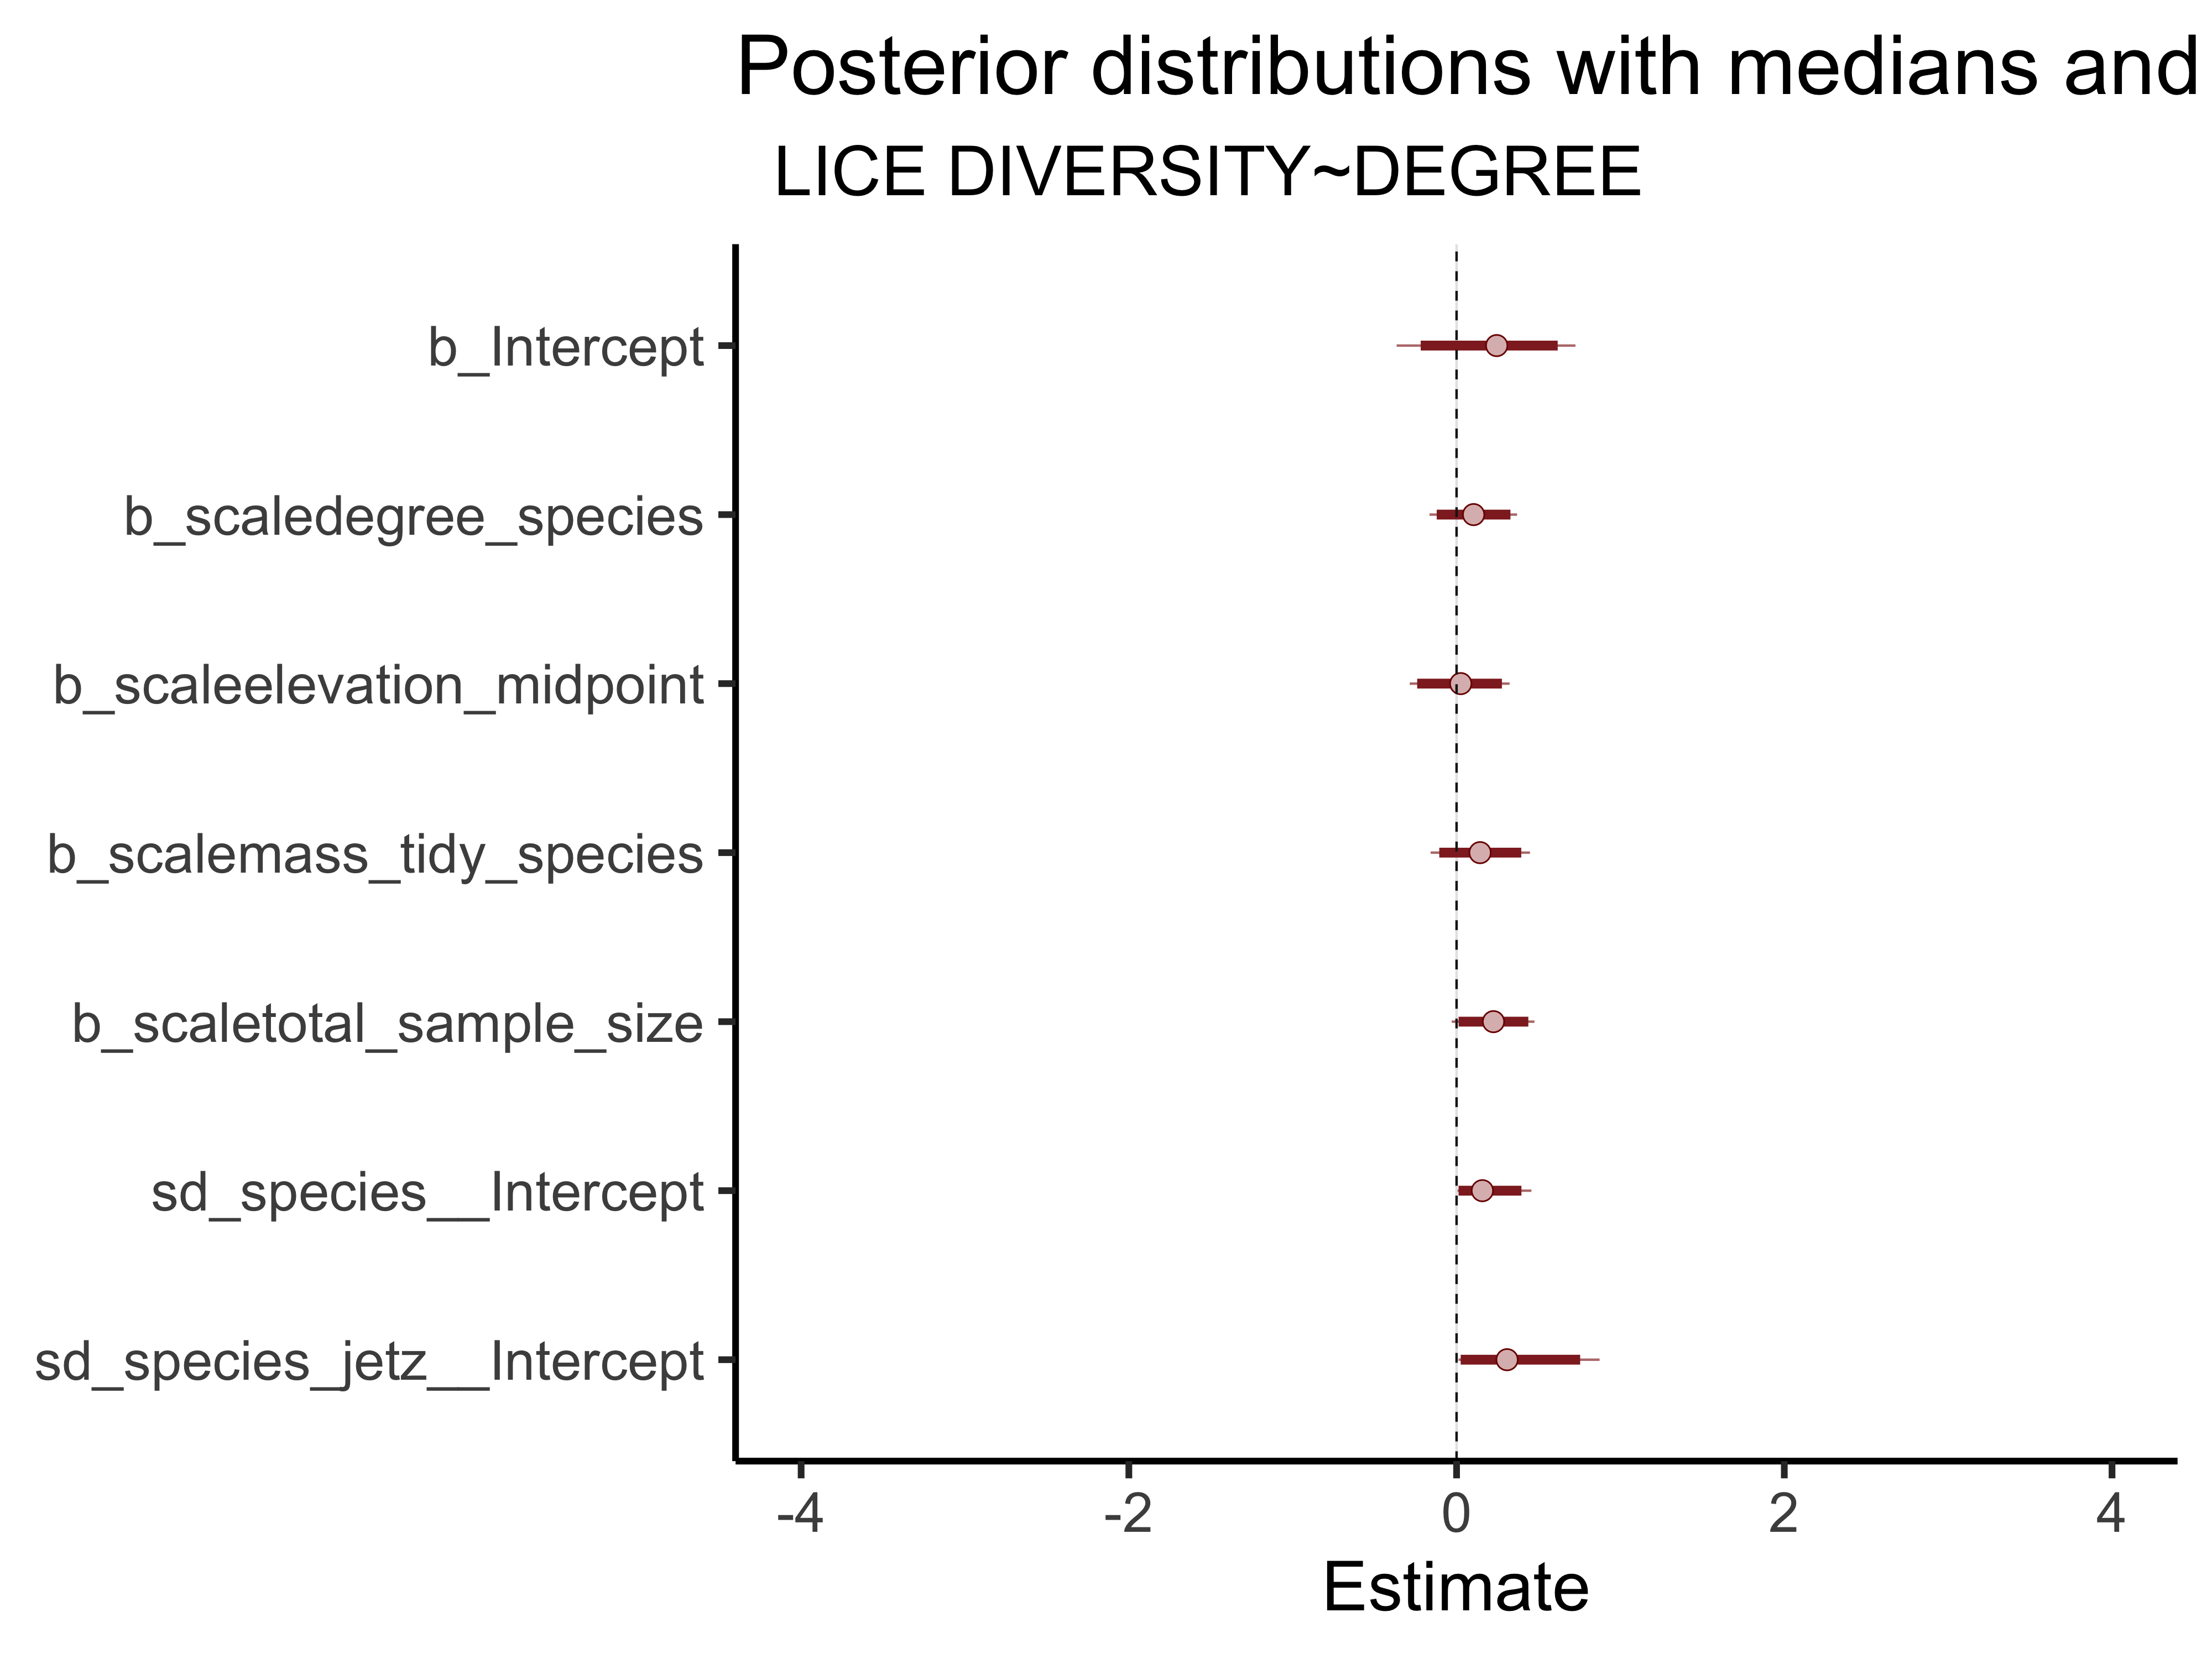 Posterior distributions with medians and
LICE DIVERSITY~DEGREE
b_Intercept
b_scaledegree_species
b_scaleelevation_midpoint
b_scalemass_tidy_species
b_scaletotal_sample_size
sd_species__Intercept
sd_species_jetz__Intercept
-4 -2 0 2 4
Estimate